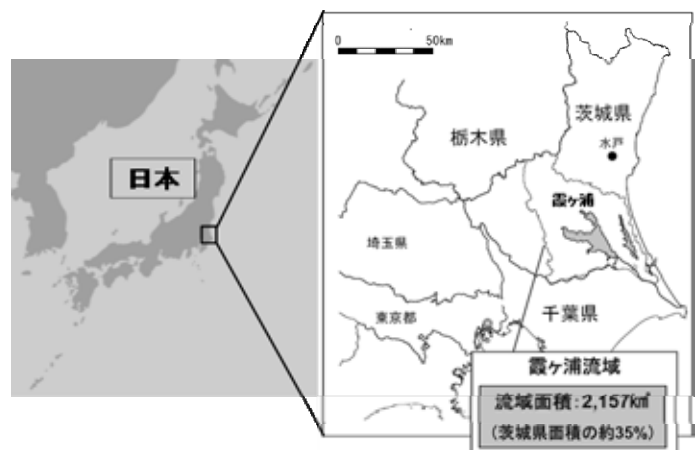 日本
0 50km
茨城県
栃木県
水戸
霞ヶ浦
埼玉県
千葉県
東京都
霞ヶ浦流域
流域面積:2,157k㎡
(茨城県面積の約35%)